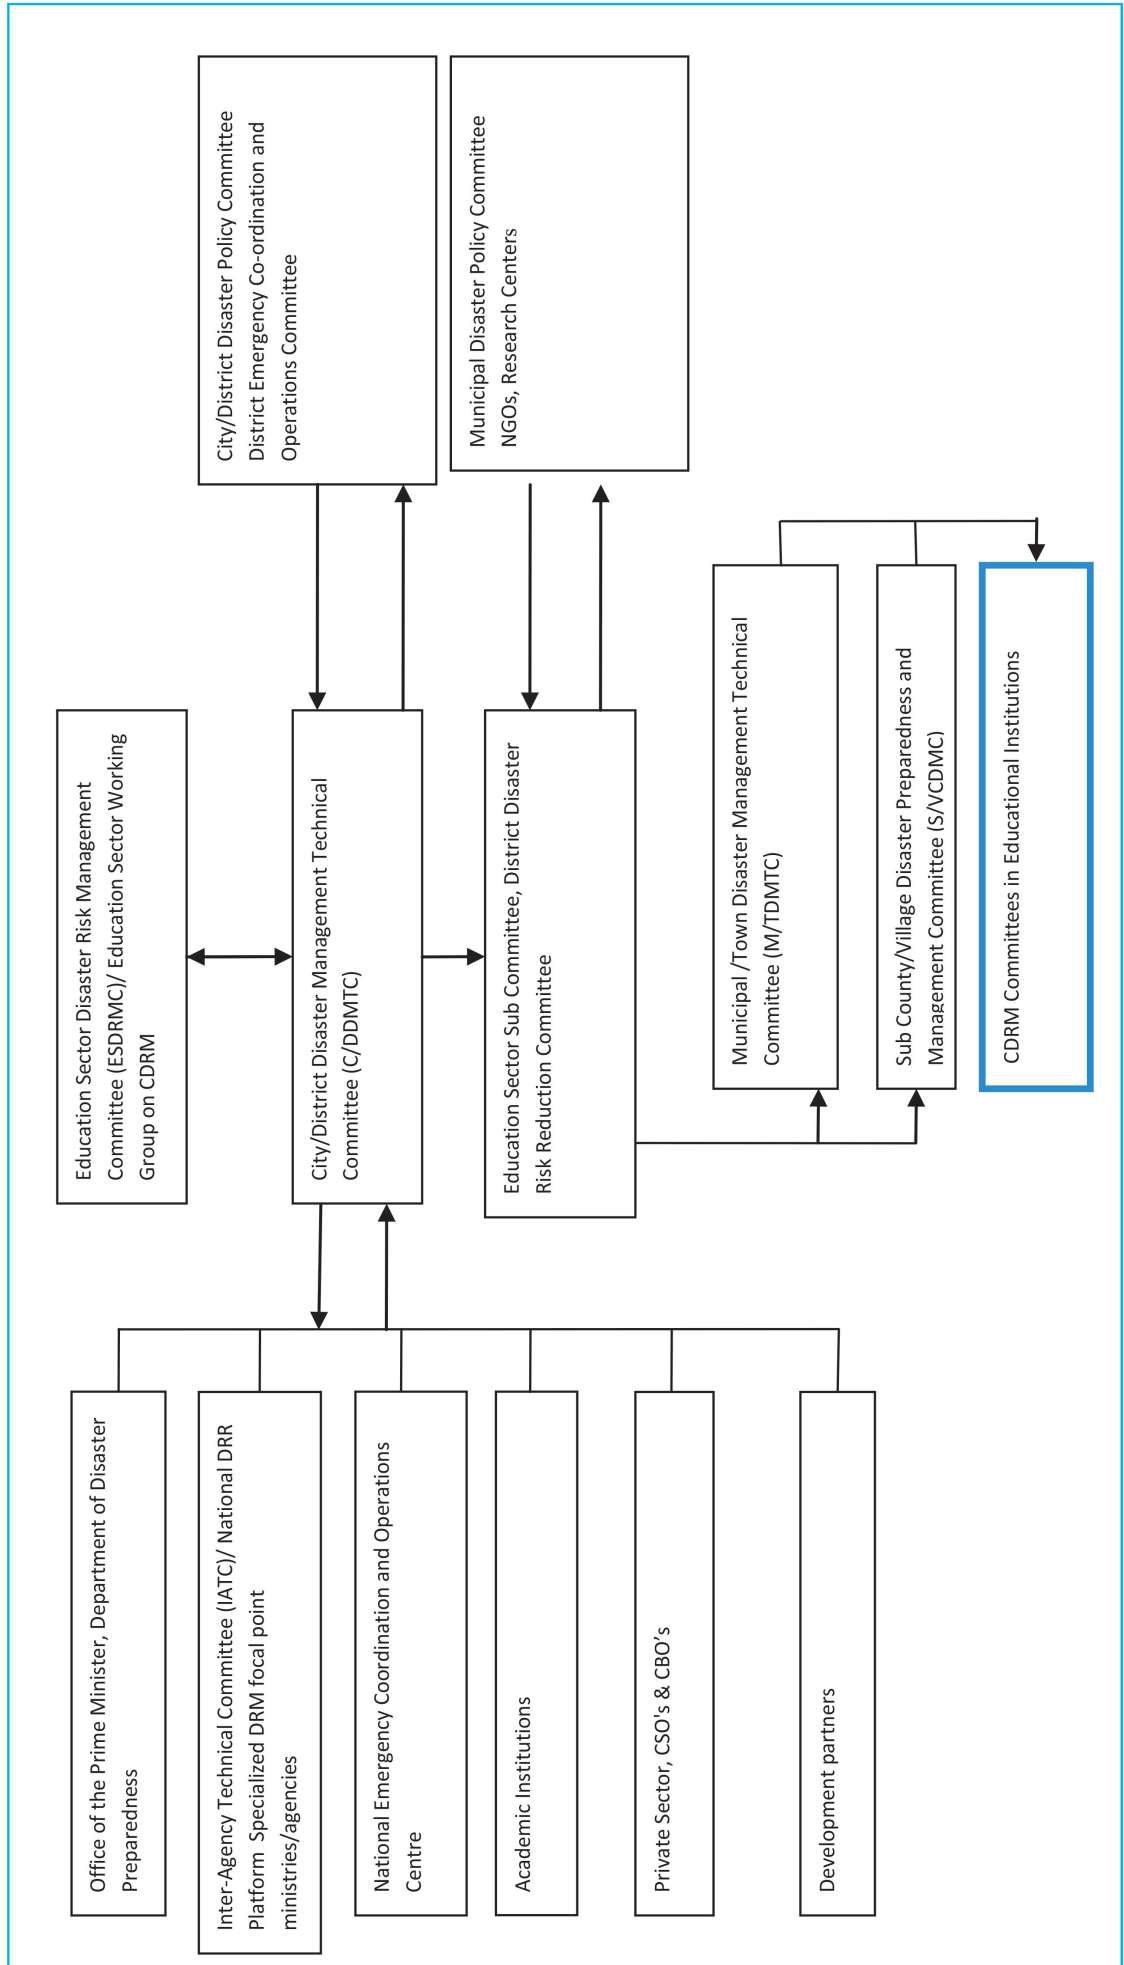 Office of the Prime Minister, Department of Disaster
Preparedness
Inter-Agency Technical Committee (IATC)/ National DRR
Platform Specialized DRM focal point
ministries/agencies
National Emergency Coordination and Operations
Centre
Academic Institutions
Private Sector, CSO's & CBO's
Development partners
Education Sector Disaster Risk Management
Committee (ESDRMC)/ Education Sector Working
Group on CDRM
City/District Disaster Management Technical
Committee (C/DDMTC)
Education Sector Sub Committee, District Disaster
Risk Reduction Committee
Municipal /Town Disaster Management Technical
Committee (M/TDMTC)
Sub County/Village Disaster Preparedness and
Management Committee (S/VCDMC)
CDRM Committees in Educational Institutions
City/District Disaster Policy Committee
District Emergency Co-ordination and
Operations Committee
Municipal Disaster Policy Committee
NGOs, Research Centers